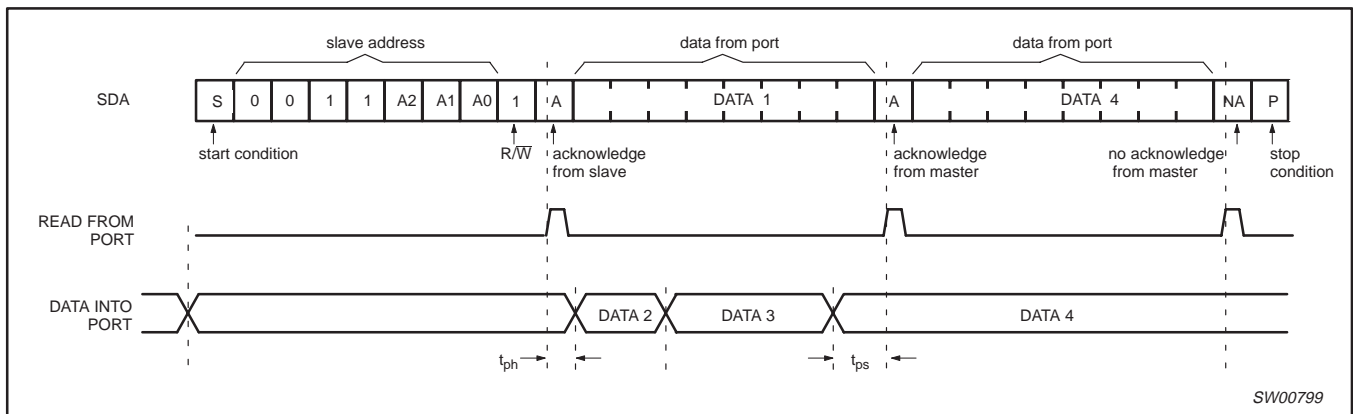 slave address
data from port
data from port
SDA
S 0 0 1 1 A2 A1 A0 1 A DATA 1 A DATA 4 NA P
start condition
R/W̅
acknowledge
from slave
acknowledge
from master
no acknowledge
from master
stop
condition
READ FROM
PORT
DATA INTO
PORT
DATA 2
DATA 3
DATA 4
tph
tps
SW00799